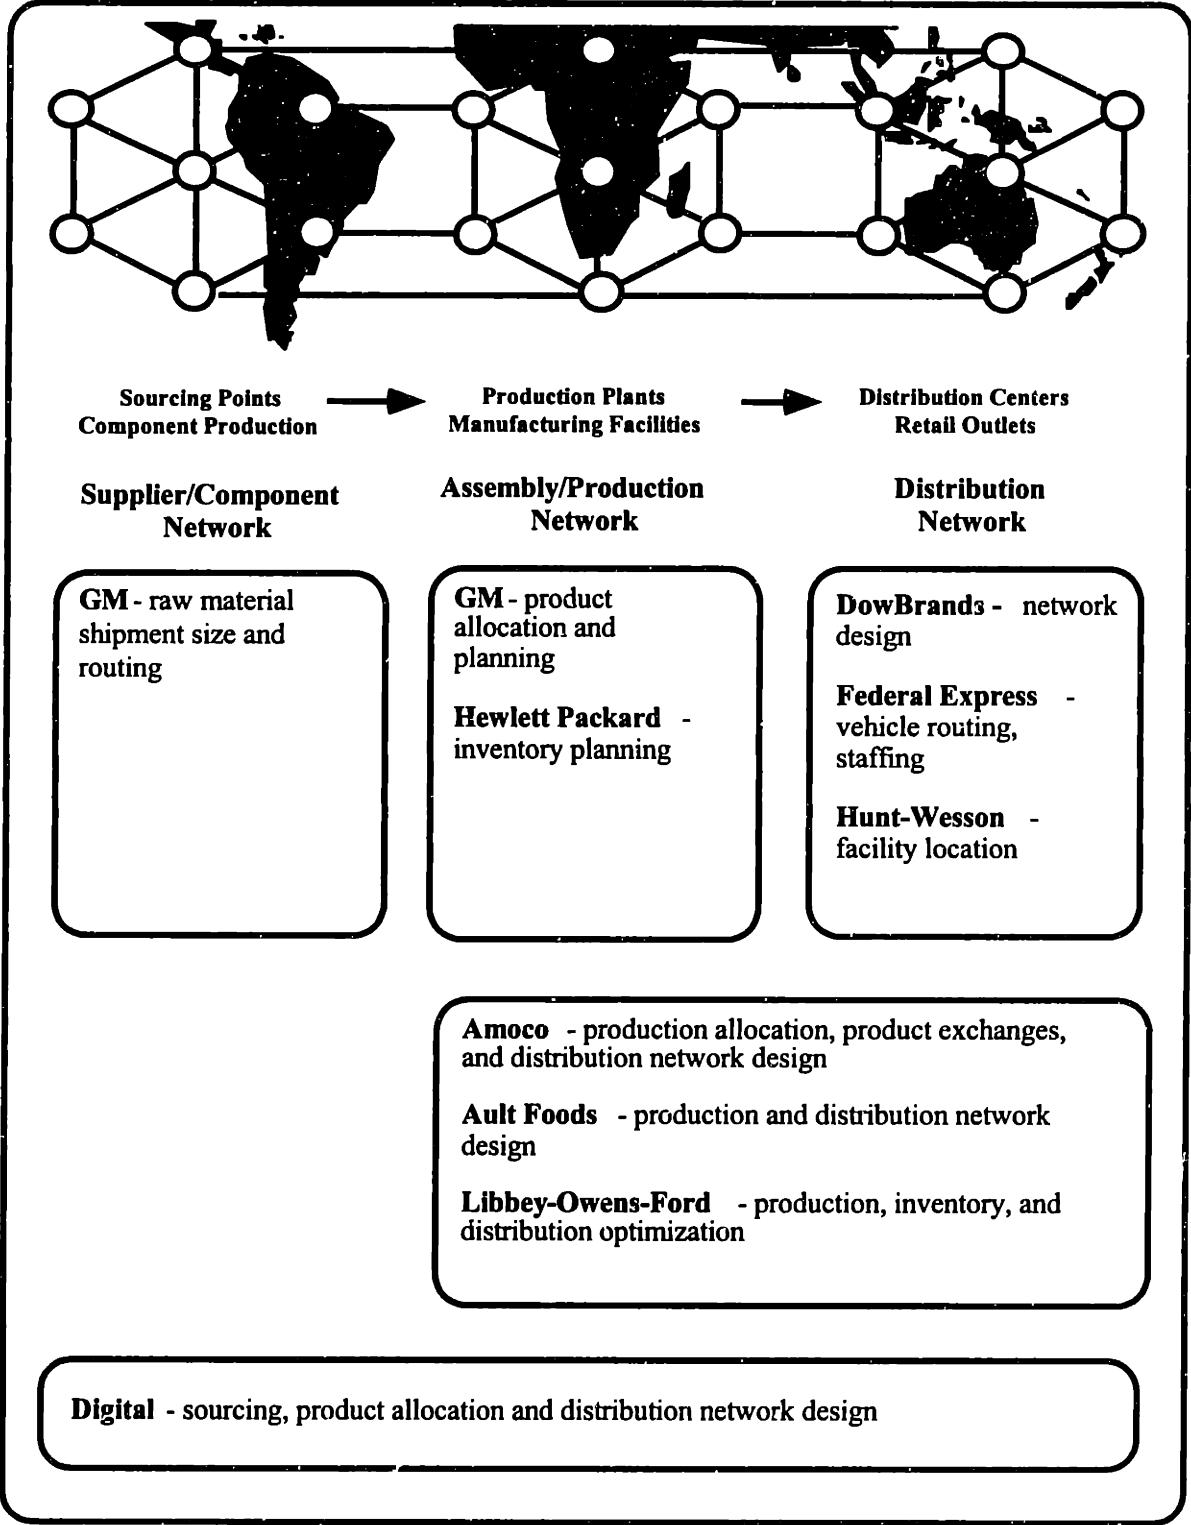 Sourcing Points
Component Production
Production Plants
Manufacturing Facilities
Distribution Centers
Retail Outlets
Supplier/Component
Network
Assembly/Production
Network
Distribution
Network
GM - raw material
shipment size and
routing
GM - product
allocation and
planning
Hewlett Packard -
inventory planning
DowBrands - network
design
Federal Express -
vehicle routing,
staffing
Hunt-Wesson -
facility location
Amoco - production allocation, product exchanges,
and distribution network design
Ault Foods - production and distribution network
design
Libbey-Owens-Ford - production, inventory, and
distribution optimization
Digital - sourcing, product allocation and distribution network design